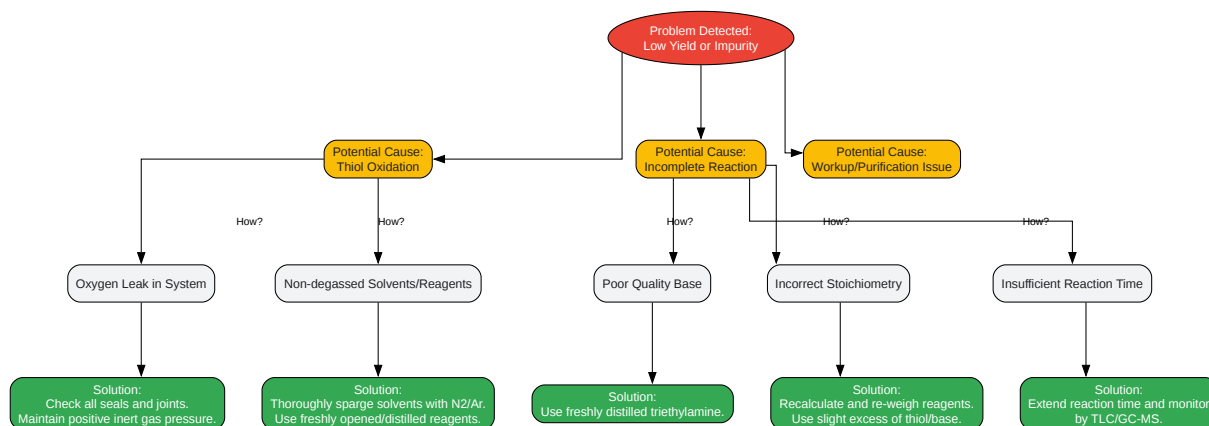 Problem Detected:
Low Yield or Impurity
Potential Cause:
Thiol Oxidation
Potential Cause:
Incomplete Reaction
Potential Cause:
Workup/Purification Issue
How?
How?
How?
How?
How?
Oxygen Leak in System
Non-degassed Solvents/Reagents
Poor Quality Base
Incorrect Stoichiometry
Insufficient Reaction Time
Solution:
Check all seals and joints.
Maintain positive inert gas pressure.
Solution:
Thoroughly sparge solvents with N2/Ar.
Use freshly opened/distilled reagents.
Solution:
Use freshly distilled triethylamine.
Solution:
Recalculate and re-weigh reagents.
Use slight excess of thiol/base.
Solution:
Extend reaction time and monitor
by TLC/GC-MS.